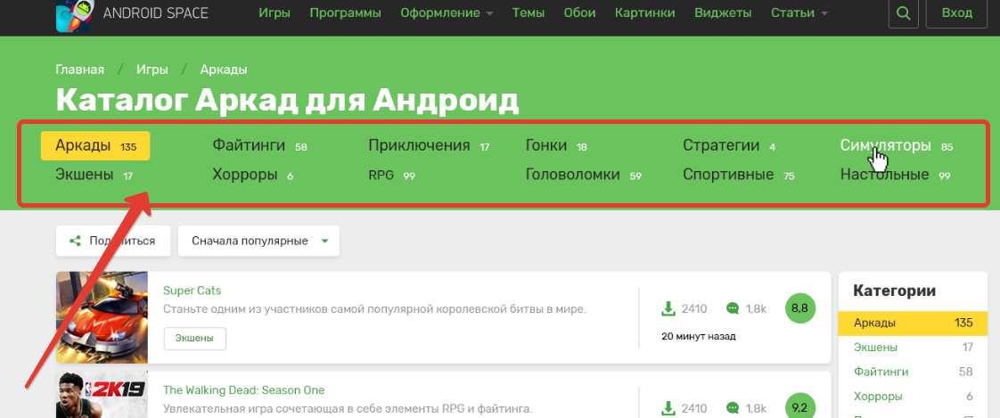 ANDROID SPACE
Игры Программы Оформление Темы Обои Картинки Виджеты Статьи Вход
Главная / Игры / Аркады
Каталог Аркад для Андроид
Аркады 135 Файтинги 58 Приключения 17 Гонки 18 Стратегии 4 Симуляторы 85
Экшены 17 Хорроры 6 RPG 99 Головоломки 59 Спортивные 75 Настольные 99
Поделиться Сначала популярные
Super Cats
Станьте одним из участников самой популярной королевской битвы в мире.
Экшены
2410 1,8k 8,8
20 минут назад
The Walking Dead: Season One
Увлекательная игра сочетающая в себе элементы RPG и файтинга.
2410 1,8k 9,2
2K19
Категории
Аркады 135
Экшены 17
Файтинги 58
Хорроры 6